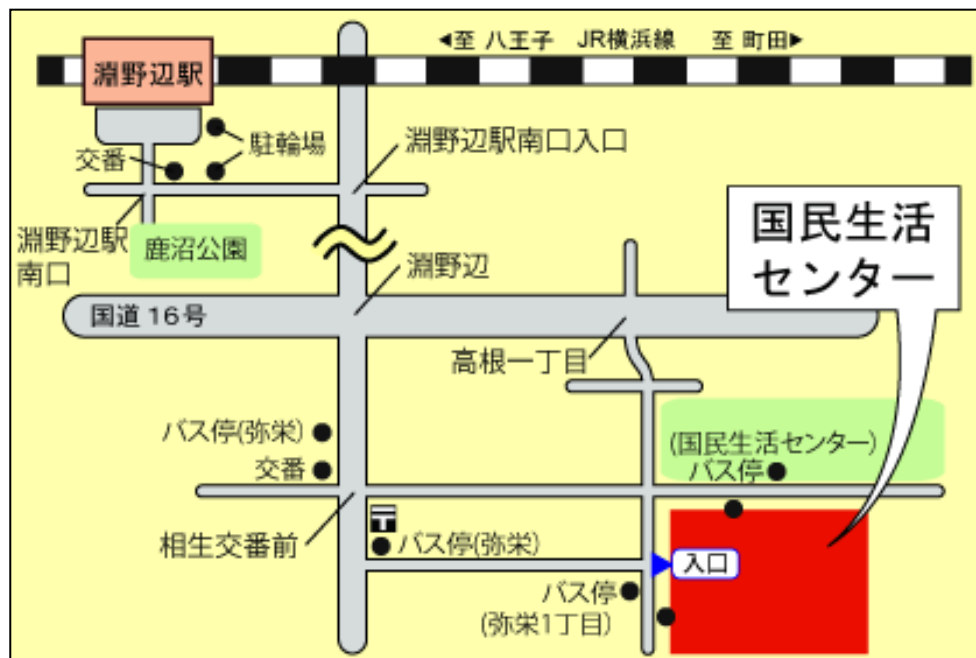 ◀至 八王子 JR横浜線 至 町田▶
淵野辺駅
駐輪場
交番
淵野辺駅南口入口
淵野辺駅
南口
鹿沼公園
淵野辺
国民生活
センター
国道16号
高根一丁目
バス停(弥栄)
交番
(国民生活センター)
バス停
相生交番前
〒
バス停(弥栄)
入口
バス停
(弥栄1丁目)